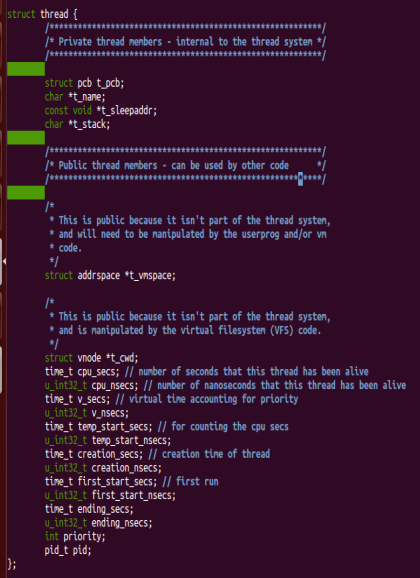 struct thread {
/**********************************************************/
/* Private thread members - internal to the thread system */
/**********************************************************/
struct pcb t_pcb;
char *t_name;
const void *t_sleepaddr;
char *t_stack;
/**********************************************************/
/* Public thread members - can be used by other code */
/**********************************************************/
/*
* This is public because it isn't part of the thread system,
* and will need to be manipulated by the userprog and/or vm
* code.
*/
struct addrspace *t_vmspace;
/*
* This is public because it isn't part of the thread system,
* and is manipulated by the virtual filesystem (VFS) code.
*/
struct vnode *t_cwd;
time_t cpu_secs; // number of seconds that this thread has been alive
u_int32_t cpu_nsecs; // number of nanoseconds that this thread has been alive
time_t v_secs; // virtual time accounting for priority
u_int32_t v_nsecs;
time_t temp_start_secs; // for counting the cpu secs
u_int32_t temp_start_nsecs;
time_t creation_secs; // creation time of thread
u_int32_t creation_nsecs;
time_t first_start_secs; // first run
u_int32_t first_start_nsecs;
time_t ending_secs;
u_int32_t ending_nsecs;
int priority;
pid_t pid;
};